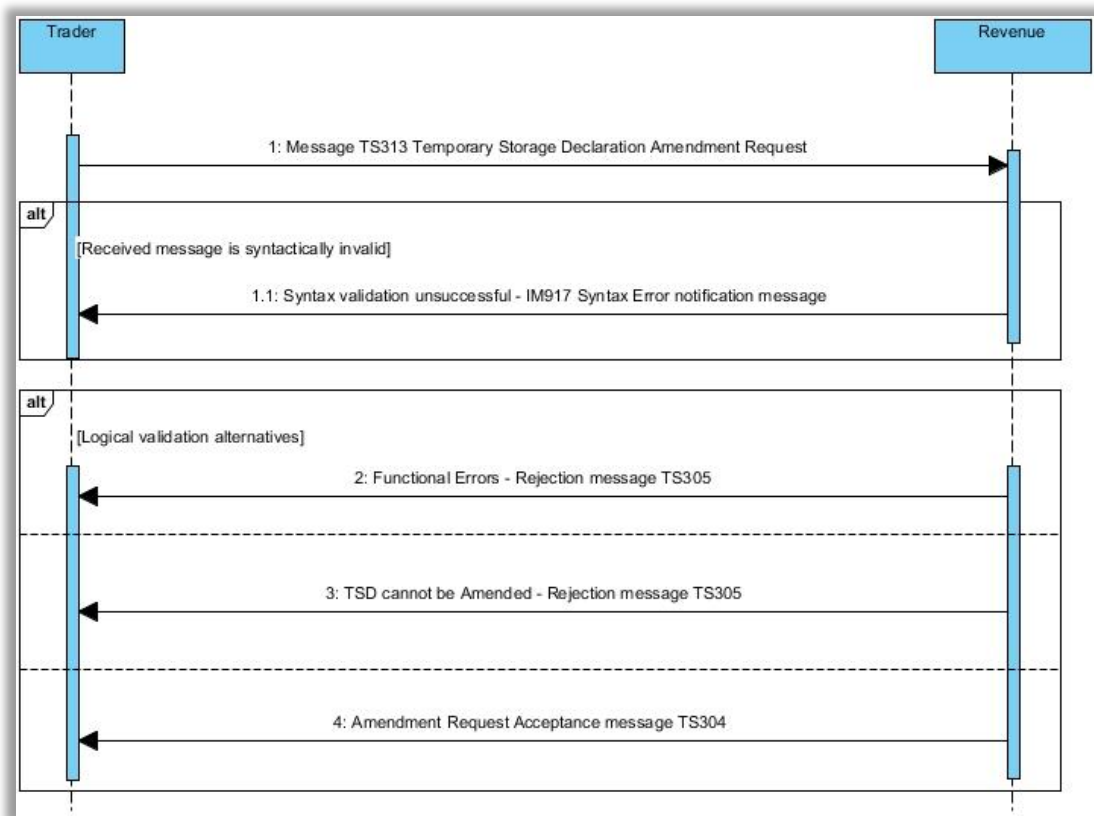 Trader
Revenue
1: Message TS313 Temporary Storage Declaration Amendment Request
alt
[Received message is syntactically invalid]
1.1: Syntax validation unsuccessful - IM917 Syntax Error notification message
alt
[Logical validation alternatives]
2: Functional Errors - Rejection message TS305
3: TSD cannot be Amended - Rejection message TS305
4: Amendment Request Acceptance message TS304